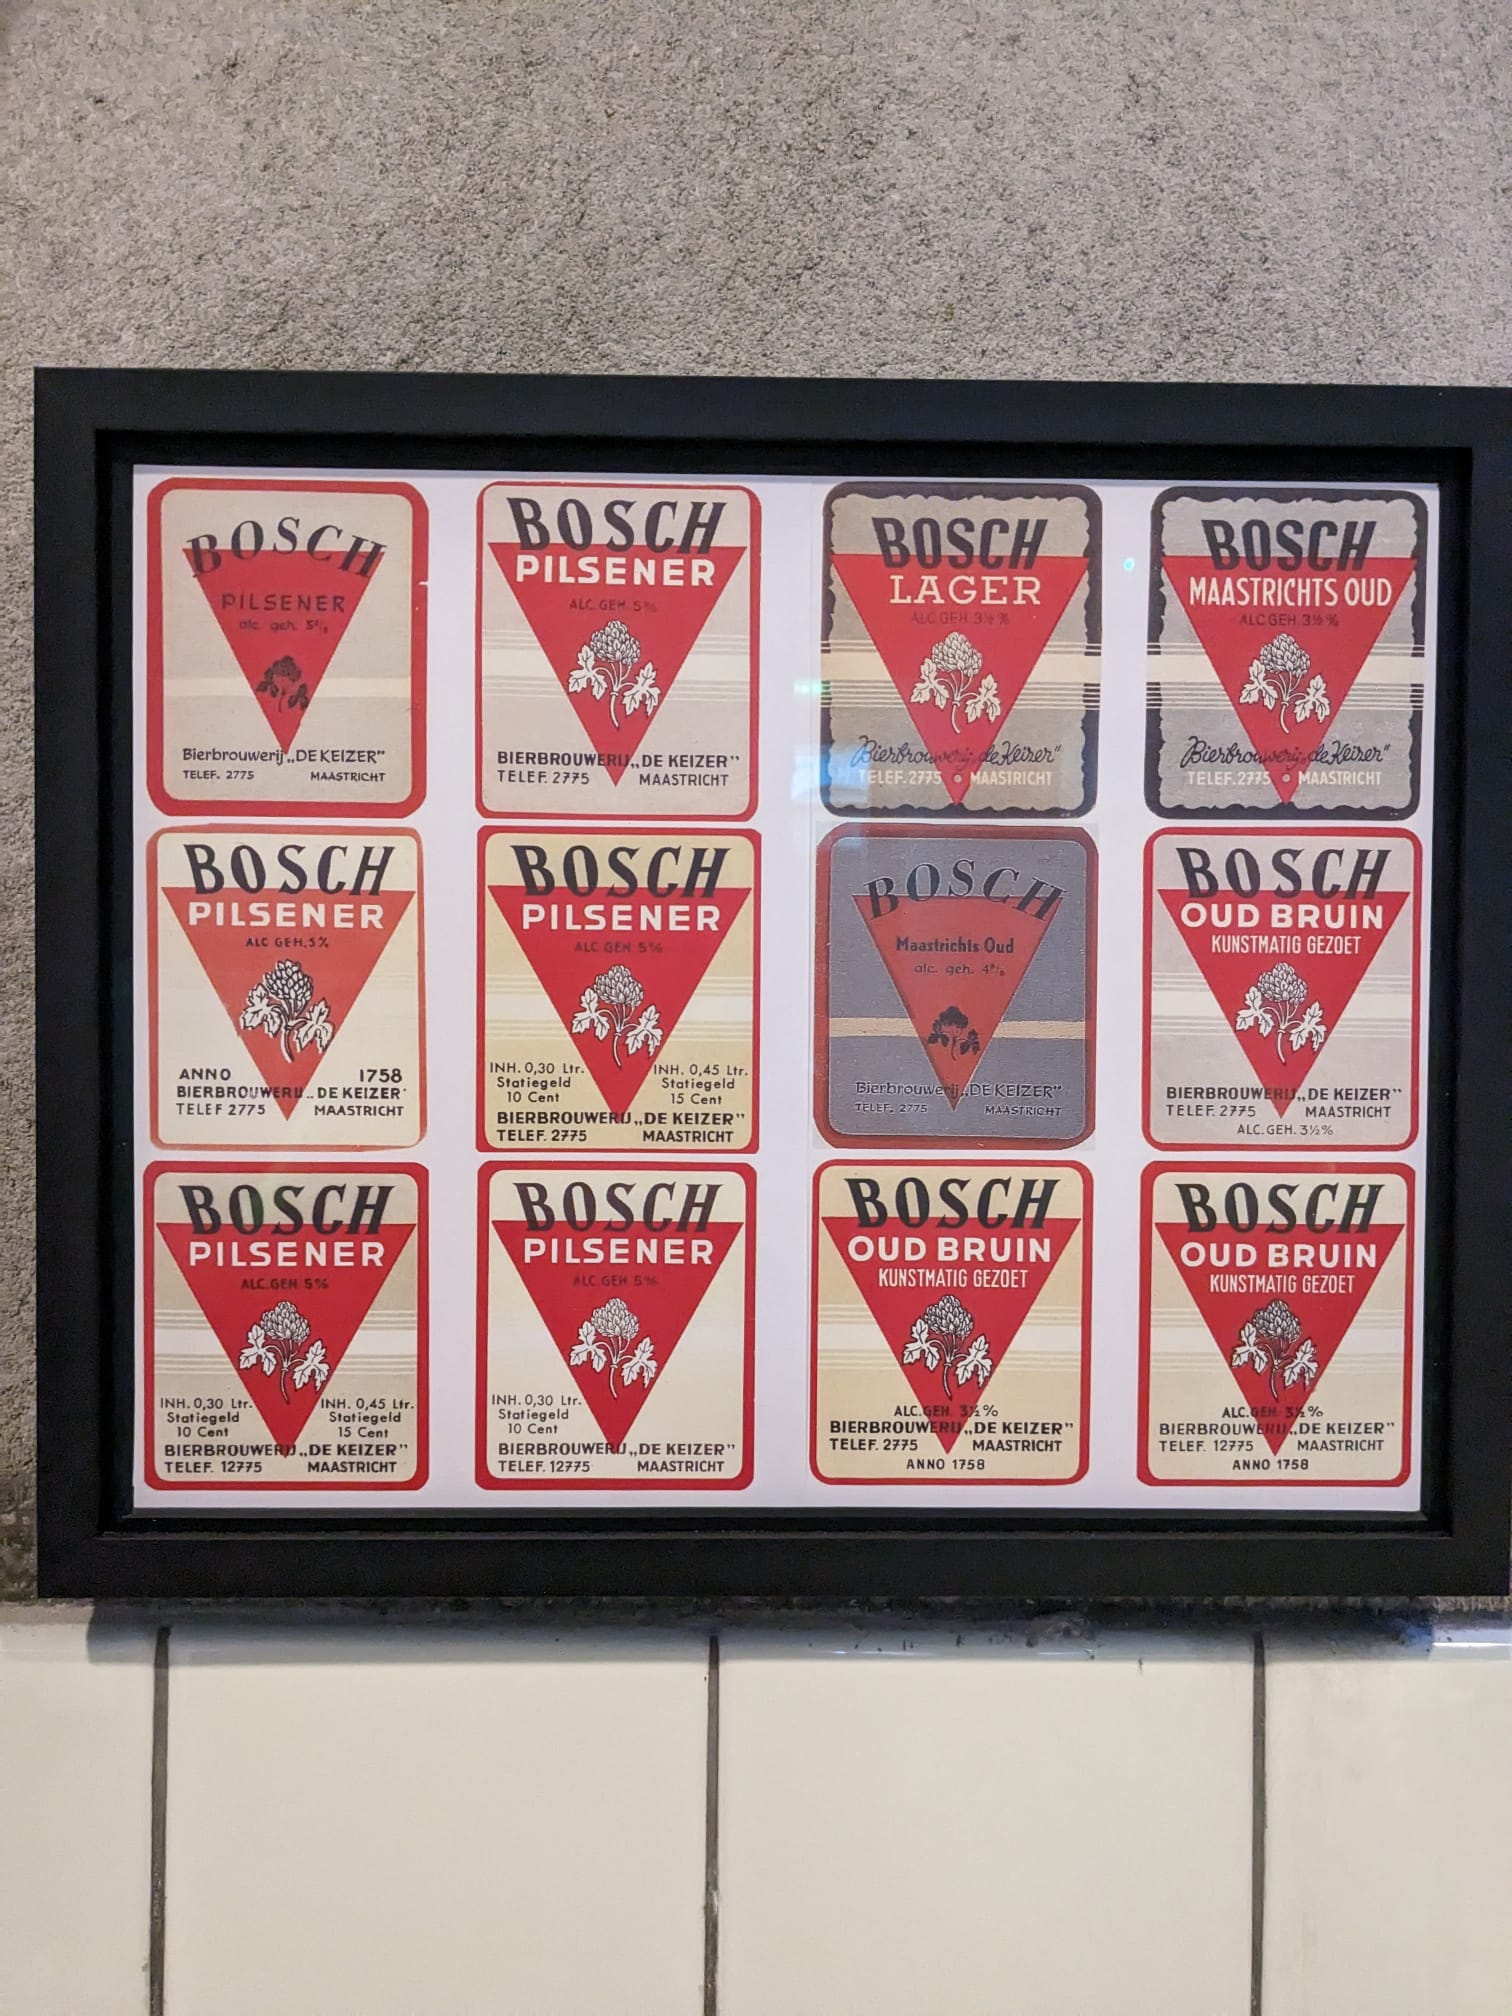 BOSCH
PILSENER
alc. geh. 5%
Bierbrouwerij „DE KEIZER"
TELEF. 2775 MAASTRICHT
BOSCH
PILSENER
ALC. GEH. 5%
BIERBROUWERIJ „DE KEIZER"
TELEF. 2775 MAASTRICHT
BOSCH
LAGER
ALC GEH 3½ %
Bierbrouwerij „de Keizer"
TELEF. 2775 MAASTRICHT
BOSCH
MAASTRICHTS OUD
ALC GEH 3½ %
Bierbrouwerij „de Keizer"
TELEF. 2775 MAASTRICHT
BOSCH
PILSENER
ALC GEH. 5%
ANNO 1758
BIERBROUWERIJ „DE KEIZER"
TELEF 2775 MAASTRICHT
BOSCH
PILSENER
ALC GEH. 5%
INH. 0,30 Ltr. INH. 0,45 Ltr.
Statiegeld Statiegeld
10 Cent 15 Cent
BIERBROUWERIJ „DE KEIZER"
TELEF. 2775 MAASTRICHT
BOSCH
Maastrichts Oud
alc. geh. 4%
Bierbrouwerij „DE KEIZER"
TELEF. 2775 MAASTRICHT
BOSCH
OUD BRUIN
KUNSTMATIG GEZOET
BIERBROUWERIJ „DE KEIZER"
TELEF. 2775 MAASTRICHT
ALC. GEH. 3½%
BOSCH
PILSENER
ALC. GEH. 5%
INH. 0,30 Ltr. INH. 0,45 Ltr.
Statiegeld Statiegeld
10 Cent 15 Cent
BIERBROUWERIJ „DE KEIZER"
TELEF. 12775 MAASTRICHT
BOSCH
PILSENER
ALC. GEH. 5%
INH. 0,30 Ltr.
Statiegeld
10 Cent
BIERBROUWERIJ „DE KEIZER"
TELEF. 12775 MAASTRICHT
BOSCH
OUD BRUIN
KUNSTMATIG GEZOET
ALC. GEH 3½ %
BIERBROUWERIJ „DE KEIZER"
TELEF. 2775 MAASTRICHT
ANNO 1758
BOSCH
OUD BRUIN
KUNSTMATIG GEZOET
ALC. GEH 3½ %
BIERBROUWERIJ „DE KEIZER"
TELEF. 12775 MAASTRICHT
ANNO 1758